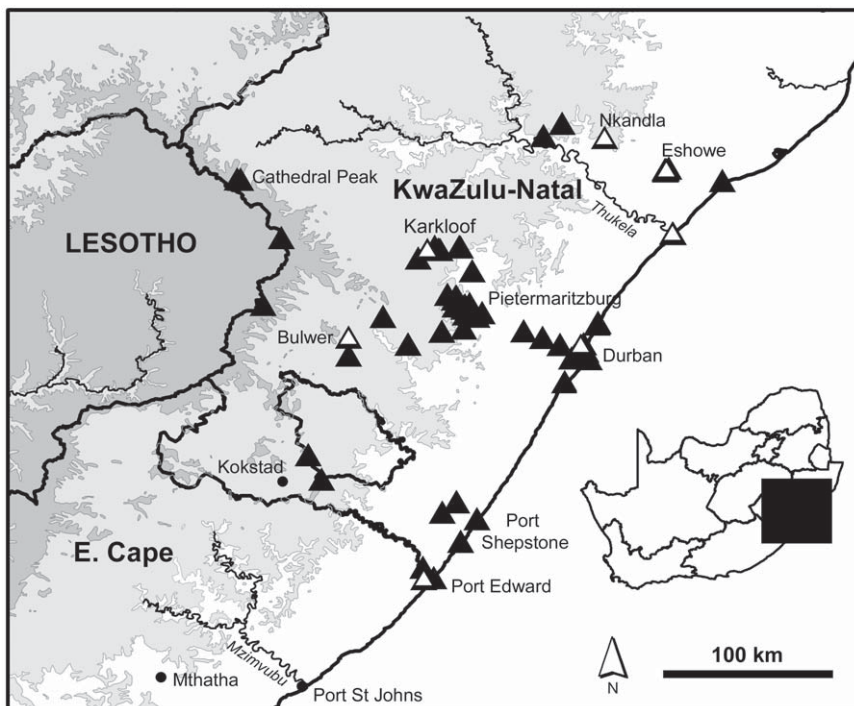 Nkandla
Eshowe
Cathedral Peak
KwaZulu-Natal
Thukela
Karkloof
LESOTHO
Pietermaritzburg
Bulwer
Durban
Kokstad
Port
Shepstone
E. Cape
Port Edward
Mzimvubu
Mthatha
Port St Johns
N
100 km